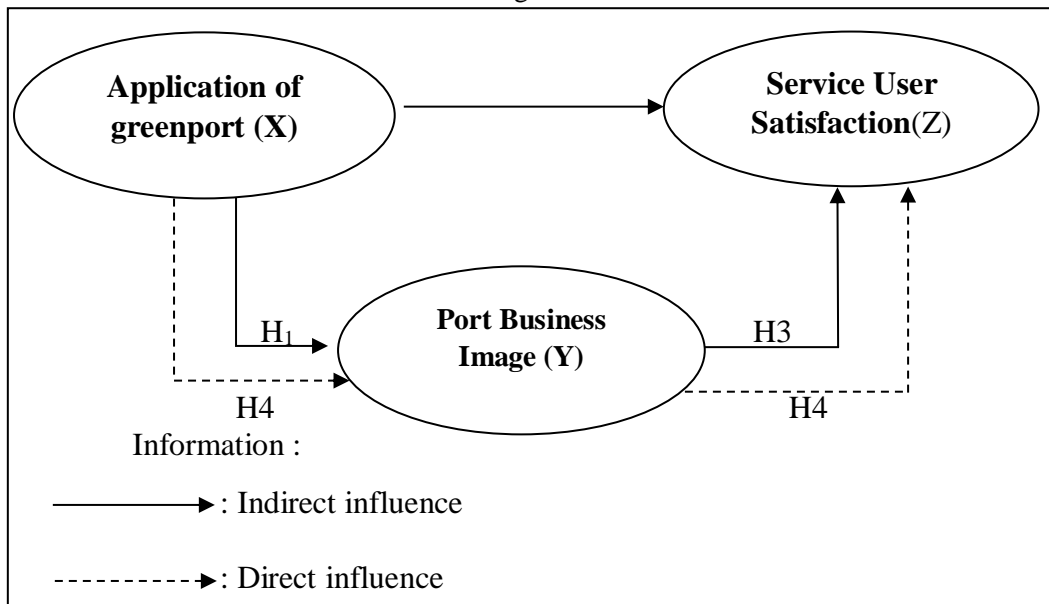 Application of
greenport (X)
Service User
Satisfaction(Z)
Port Business
Image (Y)
H₁
H3
H4
H4
Information :
: Indirect influence
: Direct influence